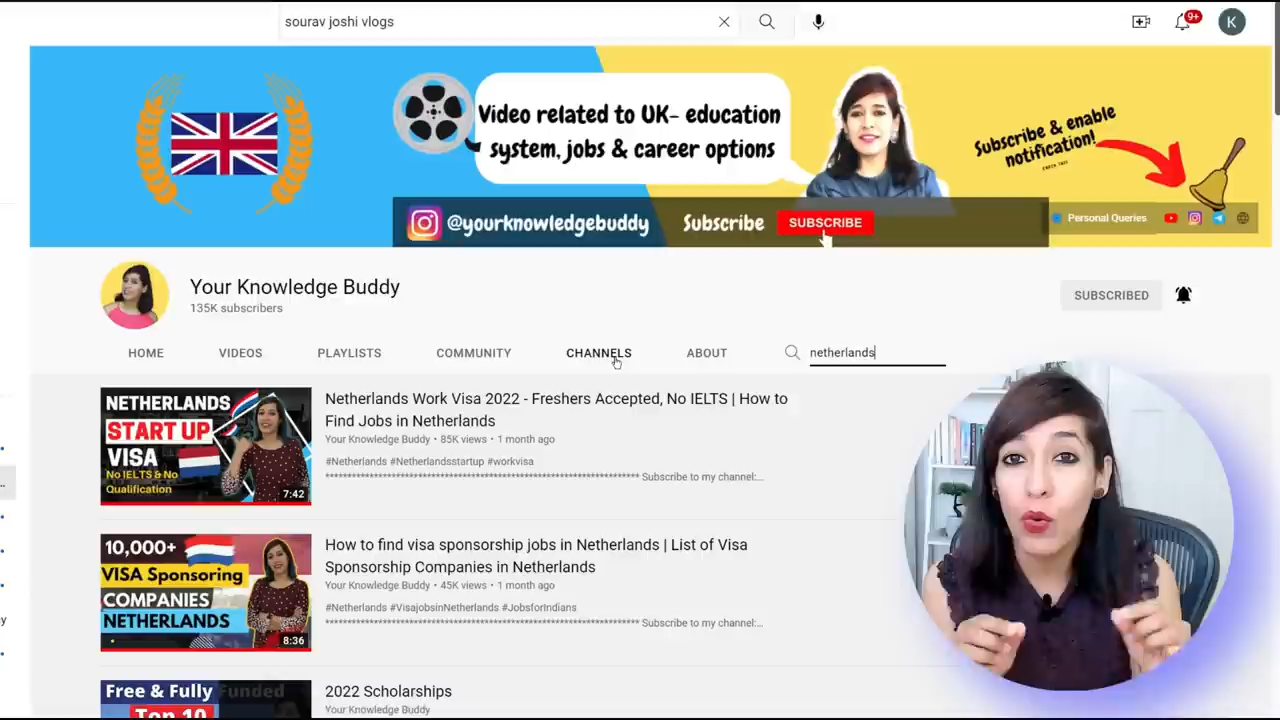 sourav joshi vlogs
9+
K
Video related to UK- education
system, jobs & career options
Subscribe & enable
notification!
@yourknowledgebuddy
Subscribe
SUBSCRIBE
Personal Queries
Your Knowledge Buddy
135K subscribers
SUBSCRIBED
HOME
VIDEOS
PLAYLISTS
COMMUNITY
CHANNELS
ABOUT
netherlands
NETHERLANDS
START UP
VISA
No IELTS & No
Qualification
7:42
Netherlands Work Visa 2022 - Freshers Accepted, No IELTS | How to
Find Jobs in Netherlands
Your Knowledge Buddy • 85K views • 1 month ago
#Netherlands #Netherlandsstartup #workvisa
Subscribe to my channel:...
10,000+
VISA Sponsoring
COMPANIES
NETHERLANDS
8:36
How to find visa sponsorship jobs in Netherlands | List of Visa
Sponsorship Companies in Netherlands
Your Knowledge Buddy • 45K views • 1 month ago
#Netherlands #VisajobsinNetherlands #JobsforIndians
Subscribe to my channel:...
Free & Fully Funded
Top 10
2022 Scholarships
Your Knowledge Buddy